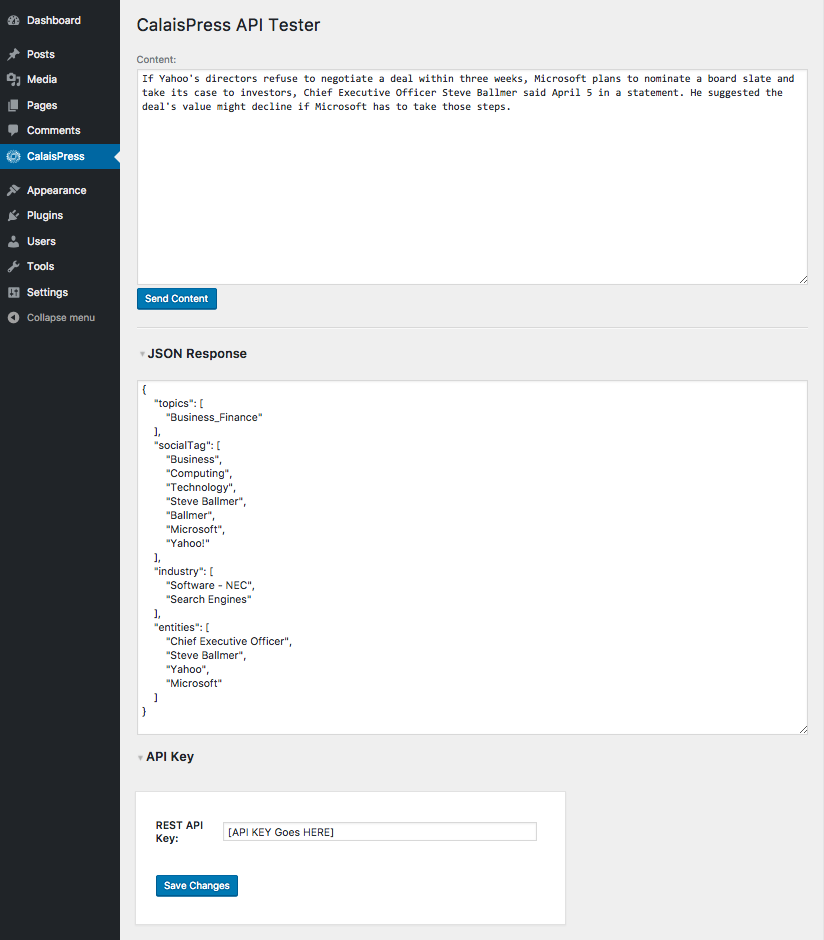 Dashboard
Posts
Media
Pages
Comments
CalaisPress
Appearance
Plugins
Users
Tools
Settings
Collapse menu
CalaisPress API Tester
Content:
If Yahoo's directors refuse to negotiate a deal within three weeks, Microsoft plans to nominate a board slate and
take its case to investors, Chief Executive Officer Steve Ballmer said April 5 in a statement. He suggested the
deal's value might decline if Microsoft has to take those steps.
Send Content
JSON Response
{
"topics": [
"Business_Finance"
],
"socialTag": [
"Business",
"Computing",
"Technology",
"Steve Ballmer",
"Ballmer",
"Microsoft",
"Yahoo!"
],
"industry": [
"Software - NEC",
"Search Engines"
],
"entities": [
"Chief Executive Officer",
"Steve Ballmer",
"Yahoo",
"Microsoft"
]
}
API Key
REST API
Key:
[API KEY Goes HERE]
Save Changes